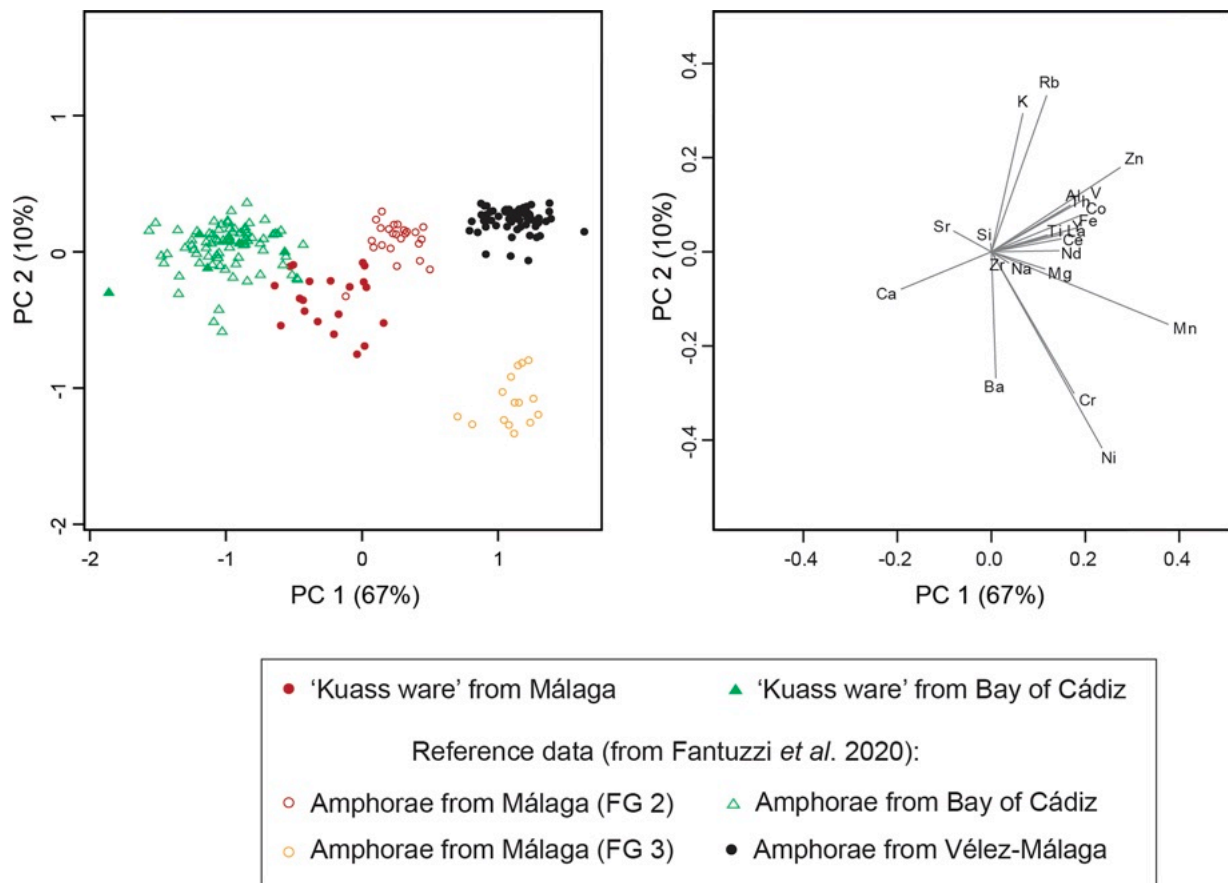 1
0
-1
-2
PC 2 (10%)
-2
-1
0
1
PC 1 (67%)
0.4
0.2
0.0
-0.2
-0.4
PC 2 (10%)
Rb
K
Zn
Al V
Th
Co
Fe
Sr
Si
Ti Y
La
Ce
Nd
Zr Na Mg
Ca
Mn
Ba
Cr
Ni
-0.4
-0.2
0.0
0.2
0.4
PC 1 (67%)
‘Kuass ware’ from Málaga
‘Kuass ware’ from Bay of Cádiz
Reference data (from Fantuzzi et al. 2020):
Amphorae from Málaga (FG 2)
Amphorae from Bay of Cádiz
Amphorae from Málaga (FG 3)
Amphorae from Vélez-Málaga